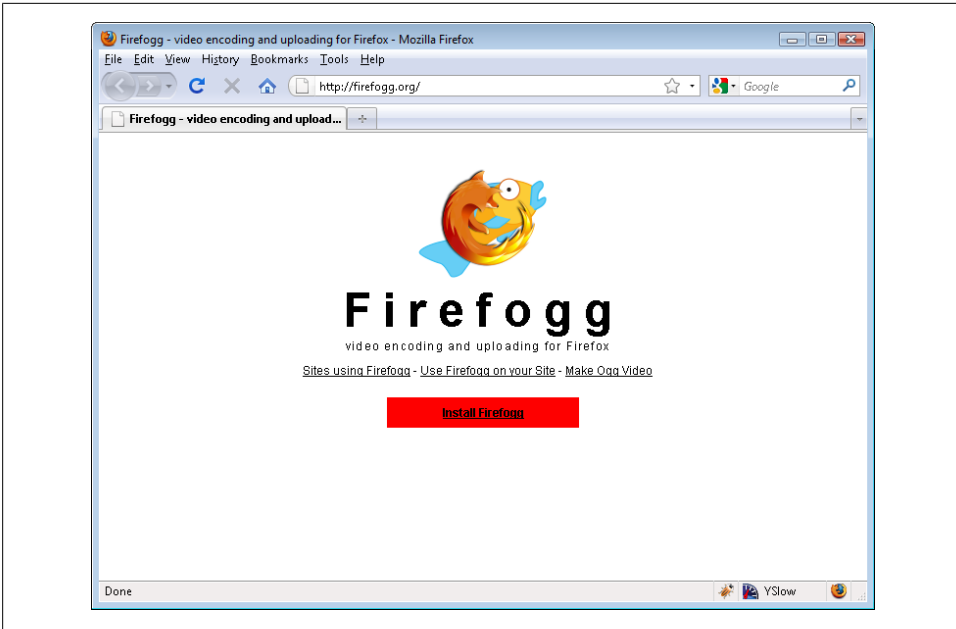 Firefogg - video encoding and uploading for Firefox - Mozilla Firefox
File Edit View History Bookmarks Tools Help
http://firefogg.org/ Google
Firefogg - video encoding and upload...
Firefogg
video encoding and uploading for Firefox
Sites using Firefogg - Use Firefogg on your Site - Make Ogg Video
Install Firefogg
Done YSlow